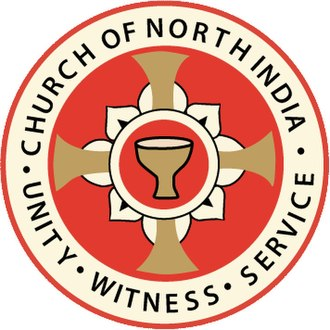 CHURCH OF NORTH INDIA
UNITY · WITNESS · SERVICE